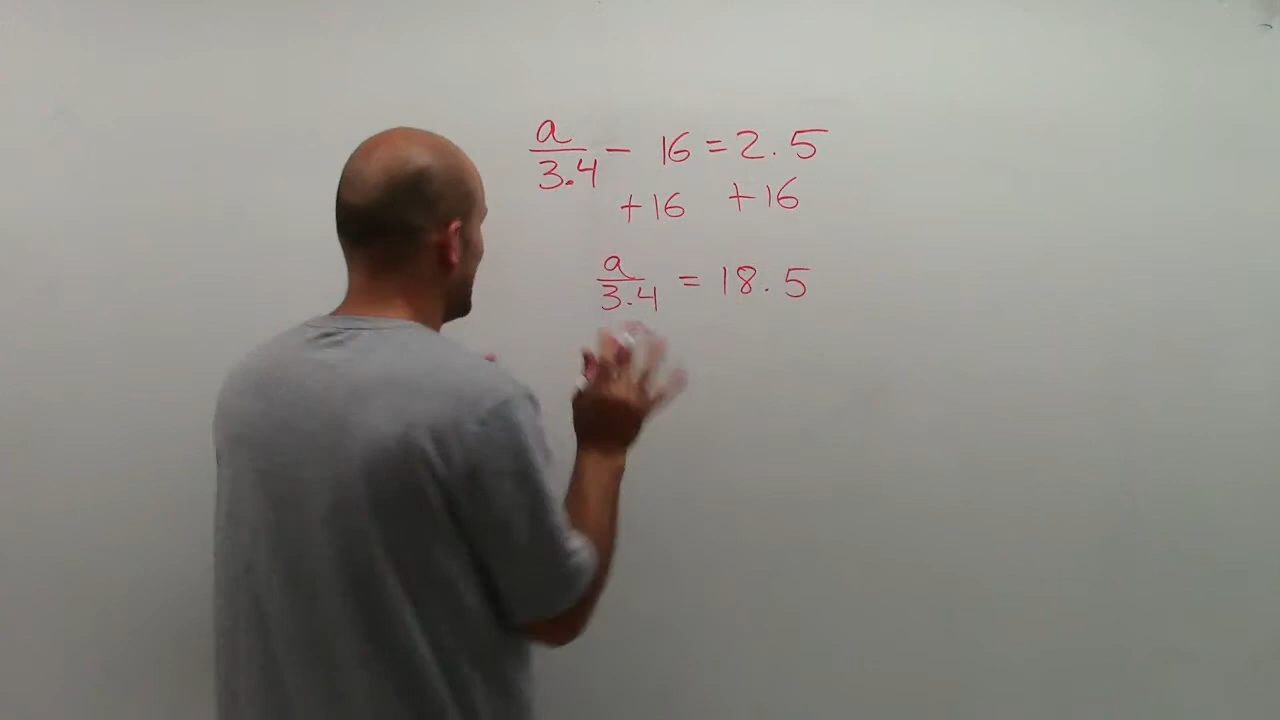 a/3.4 - 16 = 2.5
+16 +16
a/3.4 = 18.5